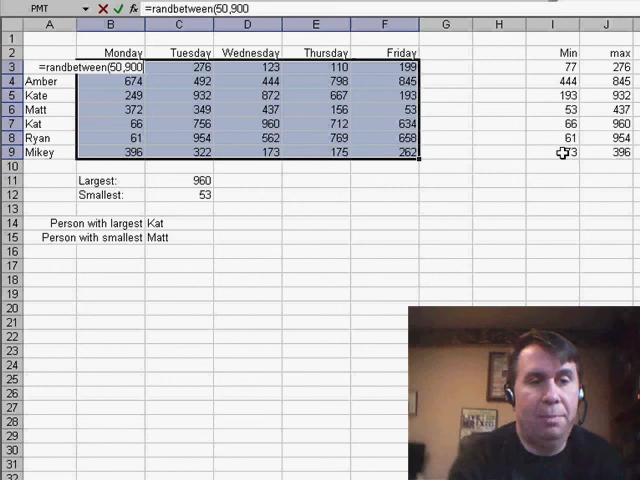 PMT =randbetween(50,900
A B C D E F G H I J
1
2 Monday Tuesday Wednesday Thursday Friday Min max
3 =randbetween(50,900 276 123 110 199 77 276
4 Amber 674 492 444 798 845 444 845
5 Kate 249 932 872 667 193 193 932
6 Matt 372 349 437 156 53 53 437
7 Kat 66 756 960 712 634 66 960
8 Ryan 61 954 562 769 658 61 954
9 Mikey 396 322 173 175 262 73 396
10
11 Largest: 960
12 Smallest: 53
13
14 Person with largest Kat
15 Person with smallest Matt
16
17
18
19
20
21
22
23
24
25
26
27
28
29
30
31
32